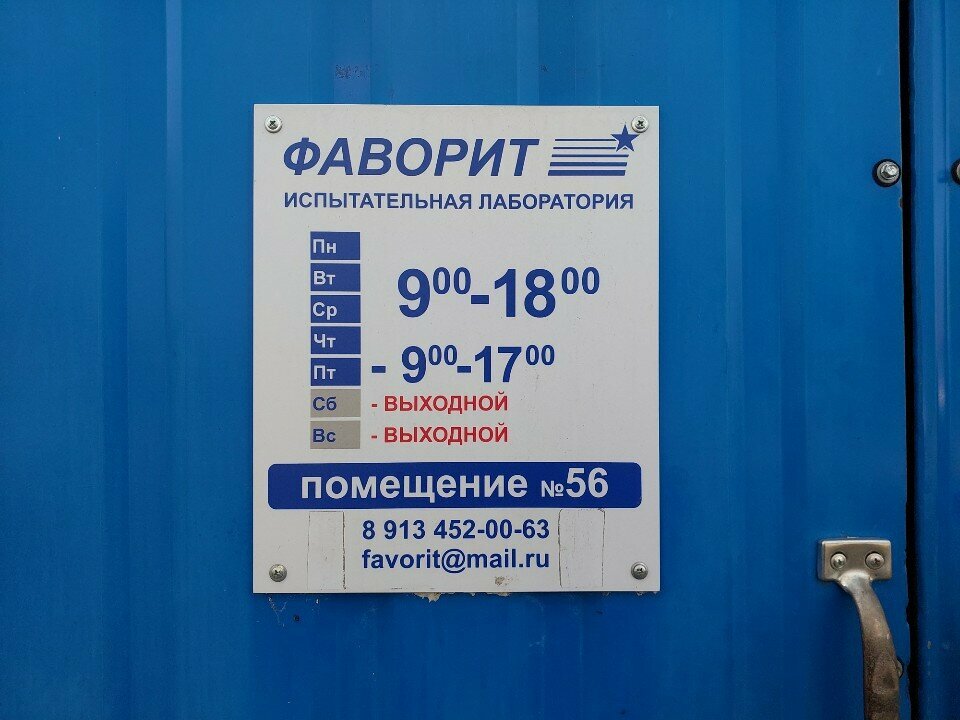 ФАВОРИТ
ИСПЫТАТЕЛЬНАЯ ЛАБОРАТОРИЯ
Пн
Вт
Ср
Чт
9⁰⁰-18⁰⁰
Пт - 9⁰⁰-17⁰⁰
Сб - ВЫХОДНОЙ
Вс - ВЫХОДНОЙ
помещение №56
8 913 452-00-63
favorit@mail.ru